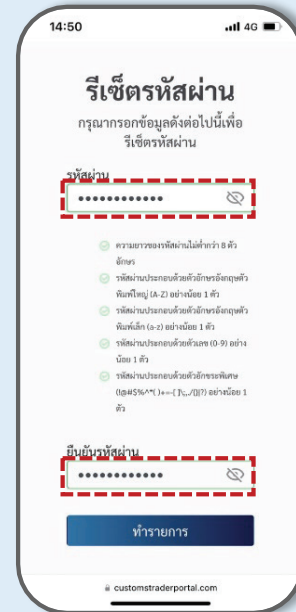 14:50 4G
รีเซ็ตรหัสผ่าน
กรุณากรอกข้อมูลดังต่อไปนี้เพื่อ
รีเซ็ตรหัสผ่าน
รหัสผ่าน
••••••••••••
ความยาวของรหัสผ่านไม่ต่ำกว่า 8 ตัว
อักษร
รหัสผ่านประกอบด้วยตัวอักษรอังกฤษตัว
พิมพ์ใหญ่ (A-Z) อย่างน้อย 1 ตัว
รหัสผ่านประกอบด้วยตัวอักษรอังกฤษตัว
พิมพ์เล็ก (a-z) อย่างน้อย 1 ตัว
รหัสผ่านประกอบด้วยตัวเลข (0-9) อย่าง
น้อย 1 ตัว
รหัสผ่านประกอบด้วยตัวอักขระพิเศษ
อย่างน้อย 1
ตัว
ยืนยันรหัสผ่าน
••••••••••••
ทำรายการ
customstraderportal.com